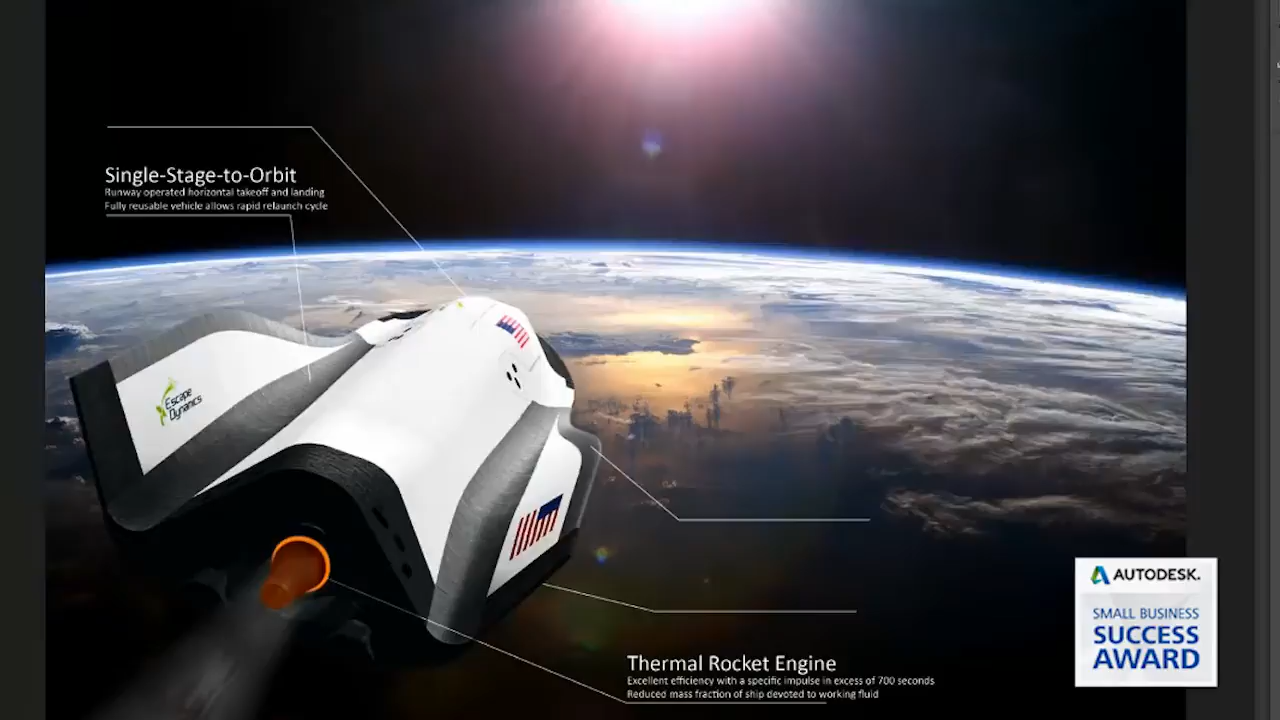 Single-Stage-to-Orbit
Runway operated horizontal takeoff and landing
Fully reusable vehicle allows rapid relaunch cycle
Escape
Dynamics
AUTODESK.
SMALL BUSINESS
SUCCESS
AWARD
Thermal Rocket Engine
Excellent efficiency with a specific impulse in excess of 700 seconds
Reduced mass fraction of ship devoted to working fluid